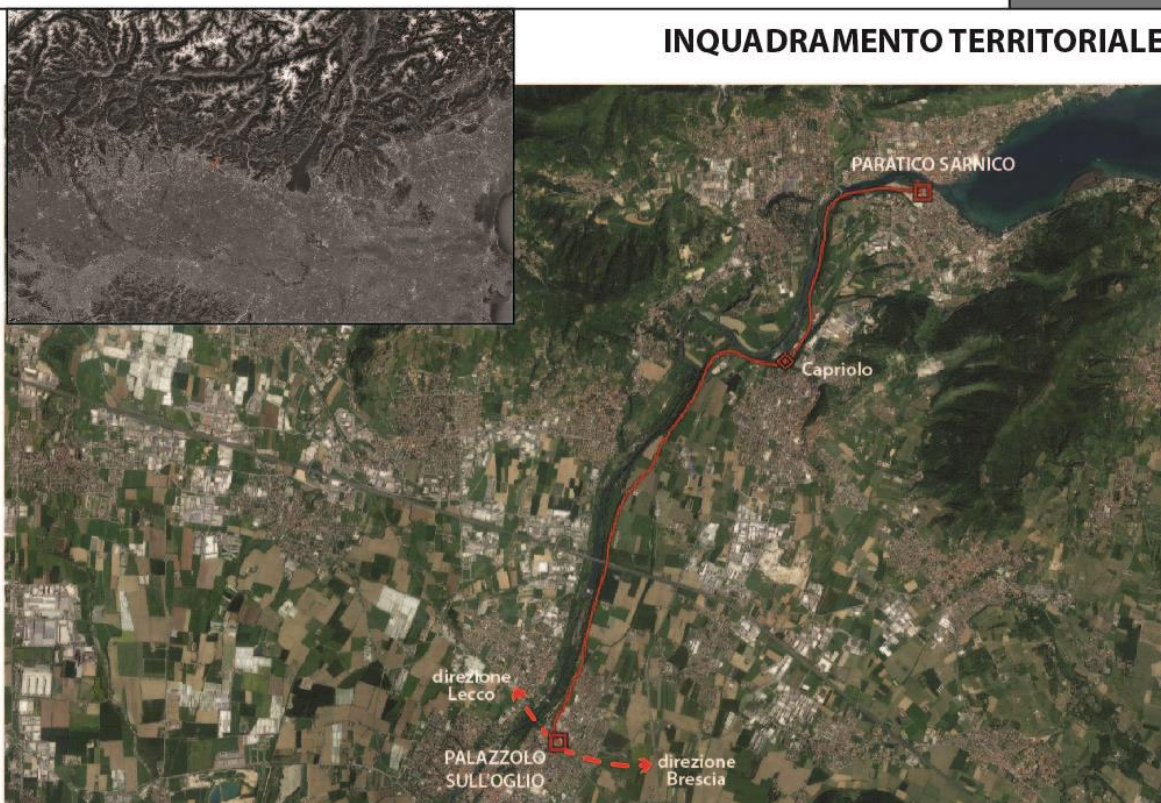 INQUADRAMENTO TERRITORIALE
PARATICO SARNICO
Capriolo
direzione
Lecco
PALAZZOLO
SULL'OGLIO
direzione
Brescia